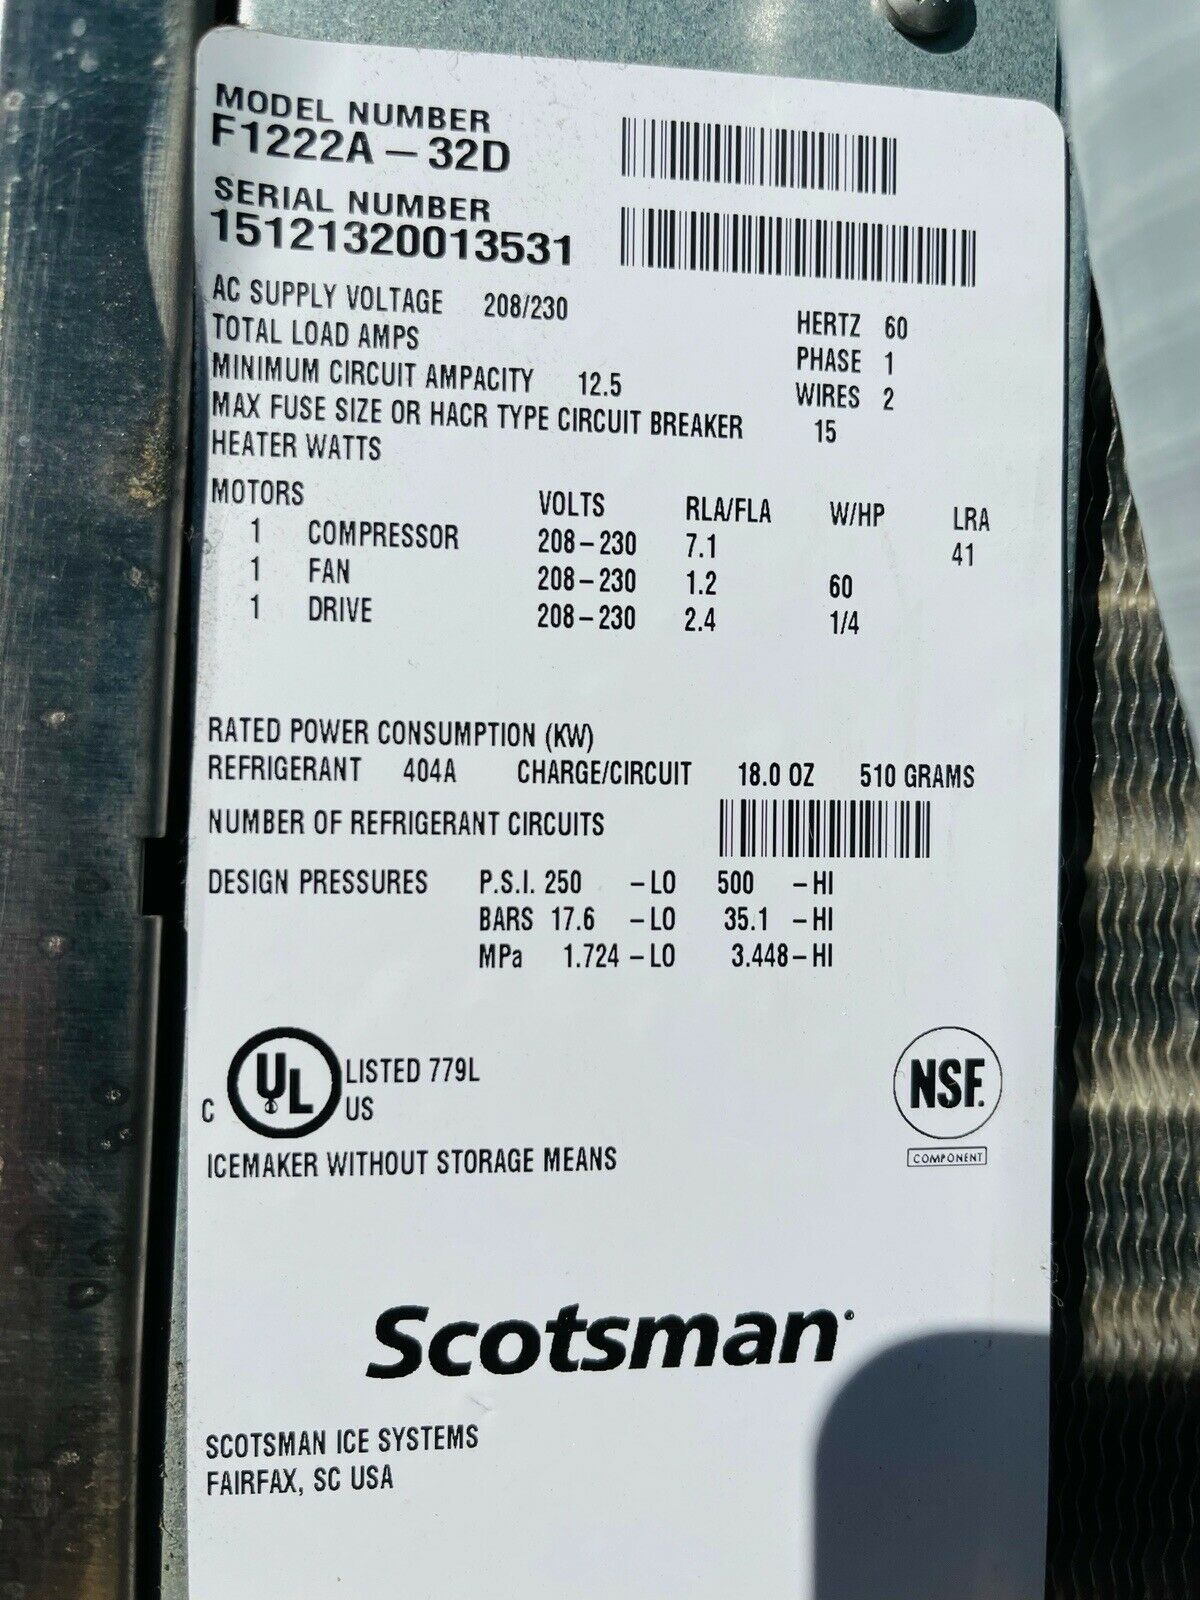 MODEL NUMBER
F1222A – 32D
SERIAL NUMBER
15121320013531
AC SUPPLY VOLTAGE 208/230 HERTZ 60
TOTAL LOAD AMPS PHASE 1
MINIMUM CIRCUIT AMPACITY 12.5 WIRES 2
MAX FUSE SIZE OR HACR TYPE CIRCUIT BREAKER 15
HEATER WATTS
MOTORS VOLTS RLA/FLA W/HP LRA
1 COMPRESSOR 208–230 7.1 41
1 FAN 208–230 1.2 60
1 DRIVE 208–230 2.4 1/4
RATED POWER CONSUMPTION (KW)
REFRIGERANT 404A CHARGE/CIRCUIT 18.0 OZ 510 GRAMS
NUMBER OF REFRIGERANT CIRCUITS
DESIGN PRESSURES P.S.I. 250 –LO 500 –HI
BARS 17.6 –LO 35.1 –HI
MPa 1.724 –LO 3.448–HI
C UL LISTED 779L
US
NSF.
COMPONENT
ICEMAKER WITHOUT STORAGE MEANS
Scotsman
SCOTSMAN ICE SYSTEMS
FAIRFAX, SC USA